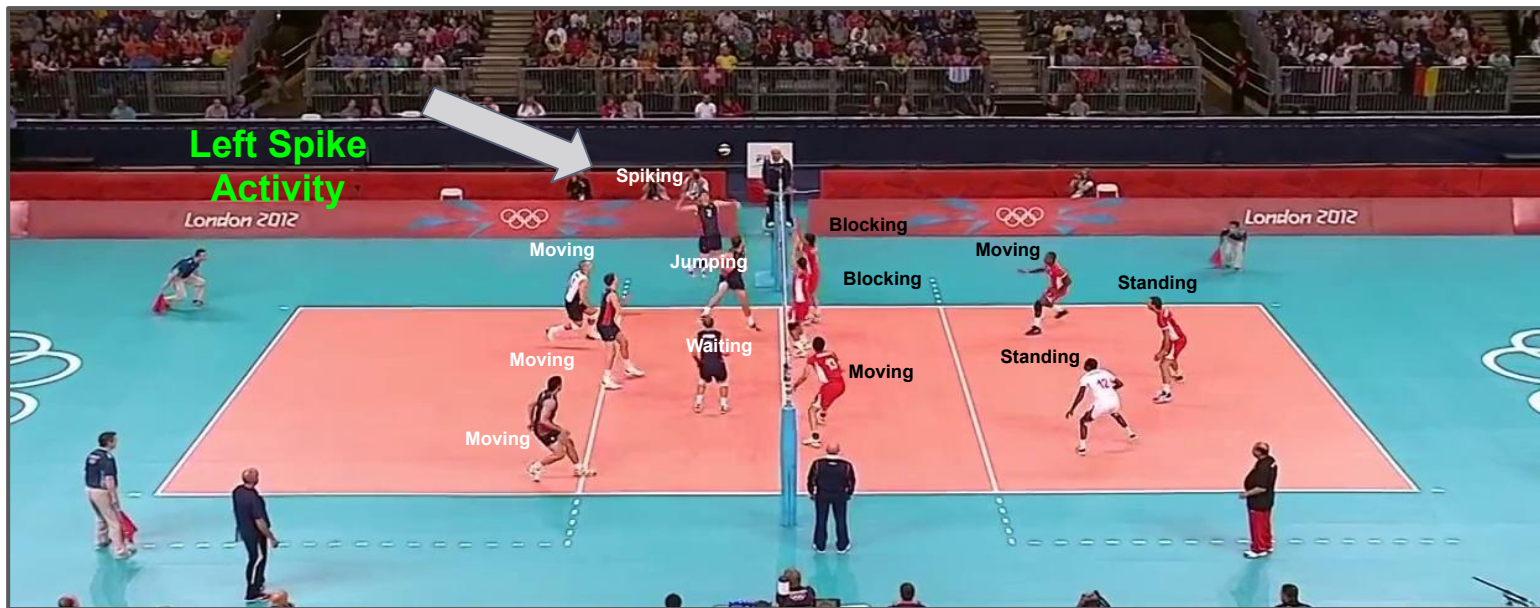 Left Spike
Activity
Spiking
London 2012
London 2012
Blocking
Moving
Moving
Jumping
Blocking
Standing
Moving
Waiting
Standing
Moving
Moving
12